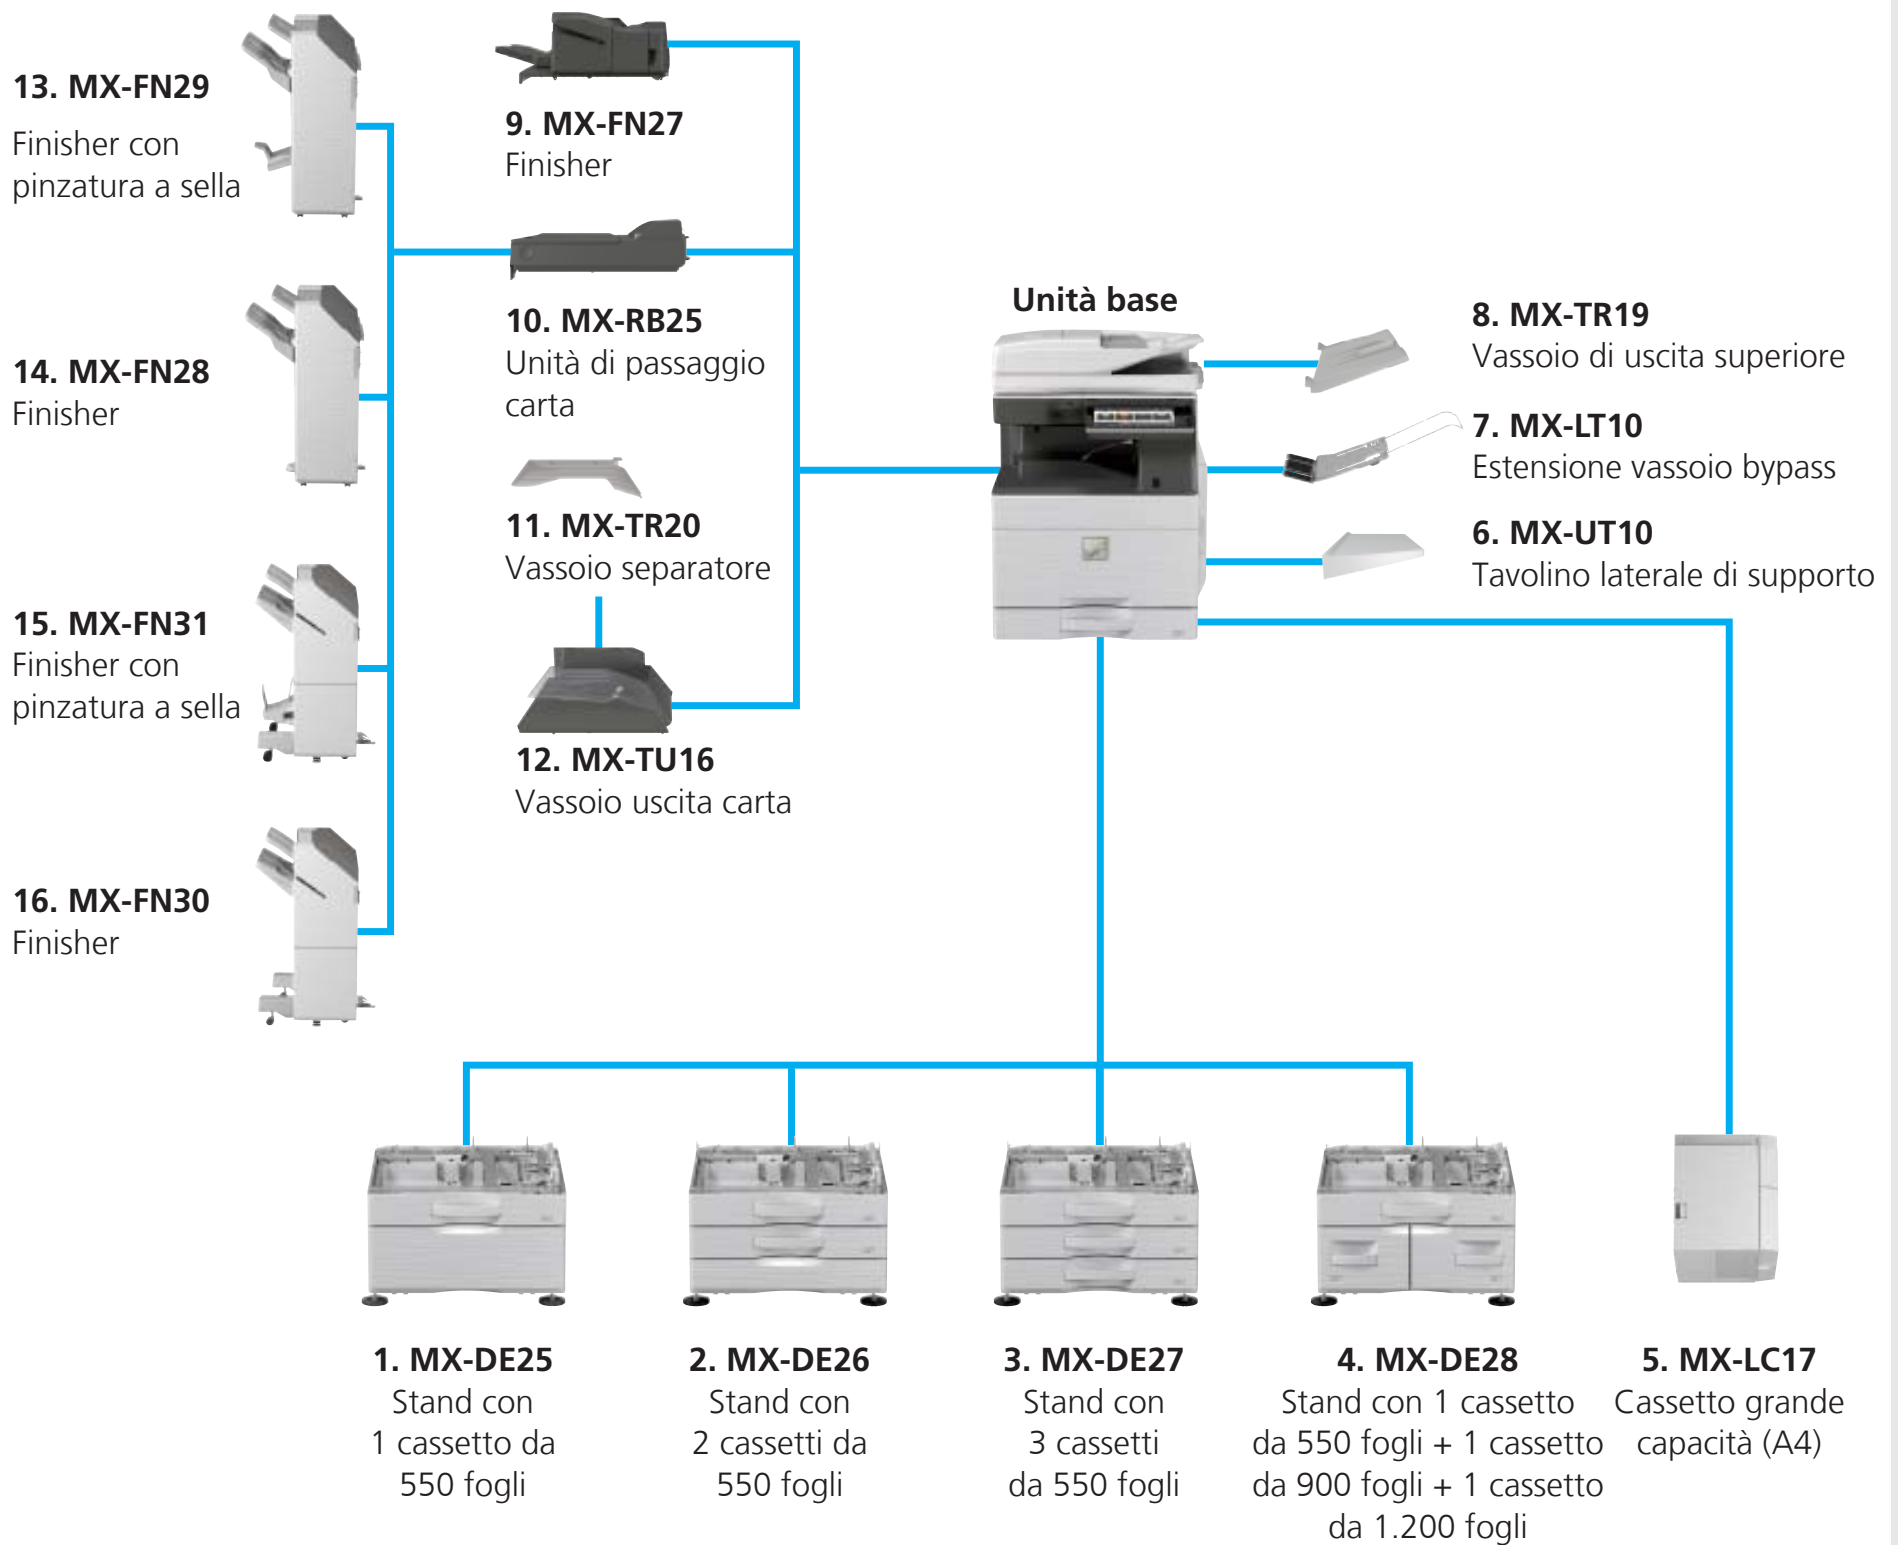 13. MX-FN29
Finisher con
pinzatura a sella
14. MX-FN28
Finisher
15. MX-FN31
Finisher con
pinzatura a sella
16. MX-FN30
Finisher
9. MX-FN27
Finisher
10. MX-RB25
Unità di passaggio
carta
11. MX-TR20
Vassoio separatore
12. MX-TU16
Vassoio uscita carta
Unità base
8. MX-TR19
Vassoio di uscita superiore
7. MX-LT10
Estensione vassoio bypass
6. MX-UT10
Tavolino laterale di supporto
1. MX-DE25
Stand con
1 cassetto da
550 fogli
2. MX-DE26
Stand con
2 cassetti da
550 fogli
3. MX-DE27
Stand con
3 cassetti
da 550 fogli
4. MX-DE28
Stand con 1 cassetto
da 550 fogli + 1 cassetto
da 900 fogli + 1 cassetto
da 1.200 fogli
5. MX-LC17
Cassetto grande
capacità (A4)